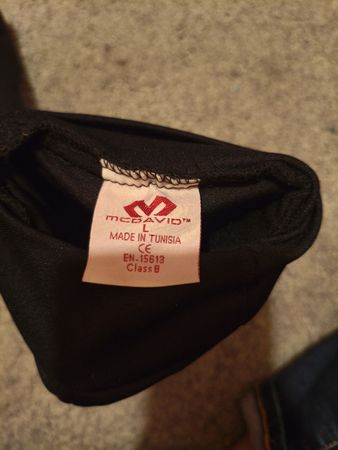 McDAVID™
L
MADE IN TUNISIA
CE
EN-15613
Class B